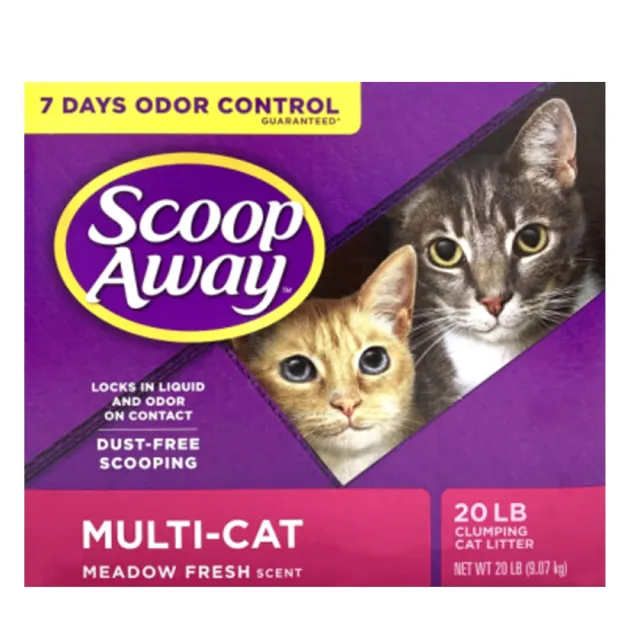 7 DAYS ODOR CONTROL
GUARANTEED*
Scoop
Away™
LOCKS IN LIQUID
AND ODOR
ON CONTACT
DUST-FREE
SCOOPING
MULTI-CAT
MEADOW FRESH SCENT
20 LB
CLUMPING
CAT LITTER
NET WT 20 LB (9.07 kg)